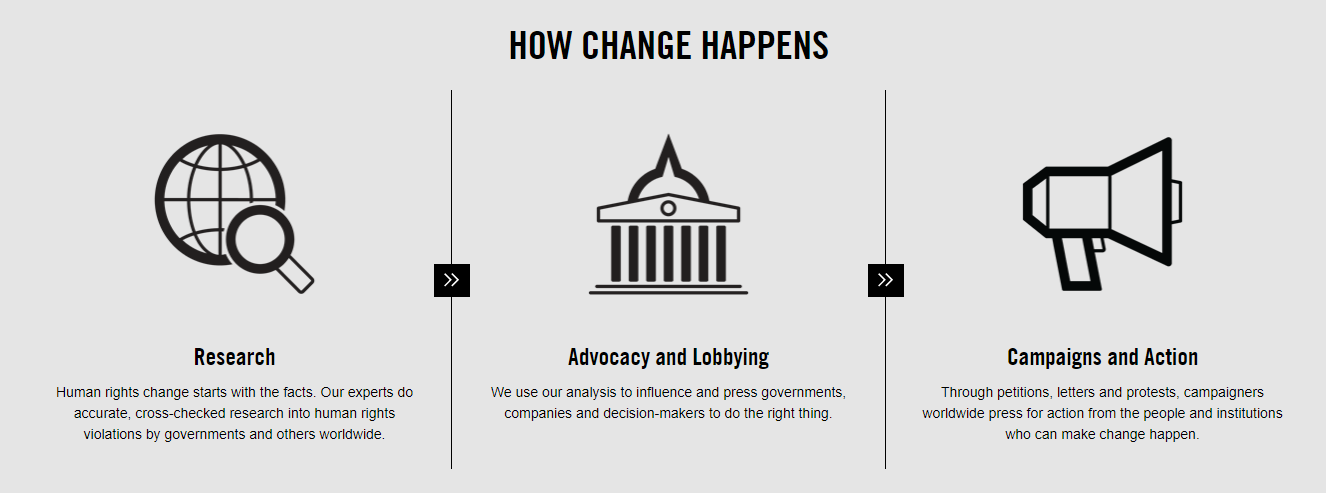 HOW CHANGE HAPPENS
Research
Human rights change starts with the facts. Our experts do
accurate, cross-checked research into human rights
violations by governments and others worldwide.
Advocacy and Lobbying
We use our analysis to influence and press governments,
companies and decision-makers to do the right thing.
Campaigns and Action
Through petitions, letters and protests, campaigners
worldwide press for action from the people and institutions
who can make change happen.